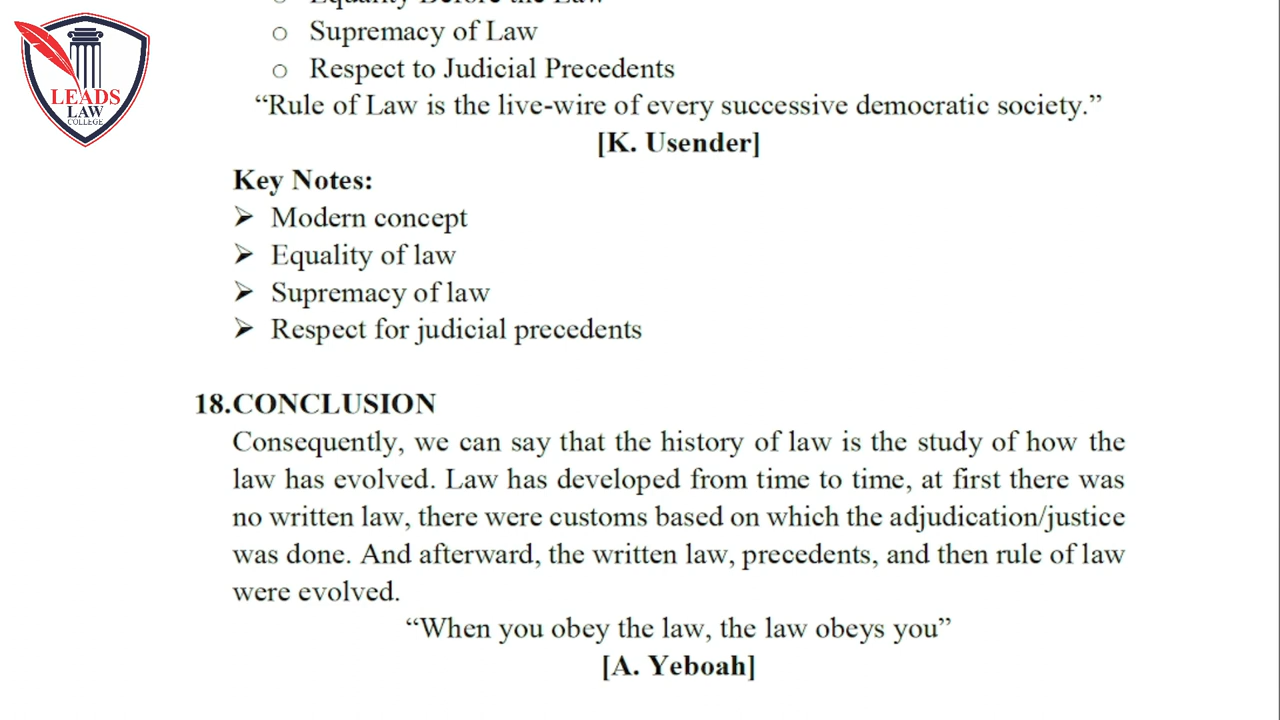 LEADS
LAW
COLLEGE
o Equality Before the Law
o Supremacy of Law
o Respect to Judicial Precedents
“Rule of Law is the live-wire of every successive democratic society.”
[K. Usender]
Key Notes:
➢ Modern concept
➢ Equality of law
➢ Supremacy of law
➢ Respect for judicial precedents
18.CONCLUSION
Consequently, we can say that the history of law is the study of how the
law has evolved. Law has developed from time to time, at first there was
no written law, there were customs based on which the adjudication/justice
was done. And afterward, the written law, precedents, and then rule of law
were evolved.
“When you obey the law, the law obeys you”
[A. Yeboah]